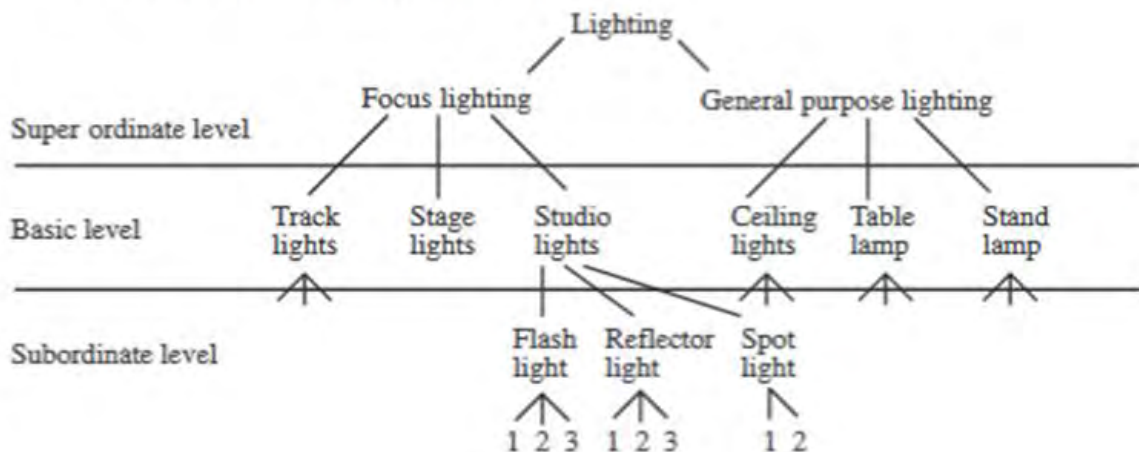 Lighting
Focus lighting
General purpose lighting
Super ordinate level
Basic level
Track
lights
Stage
lights
Studio
lights
Ceiling
lights
Table
lamp
Stand
lamp
Subordinate level
Flash
light
Reflector
light
Spot
light
1 2 3
1 2 3
1 2